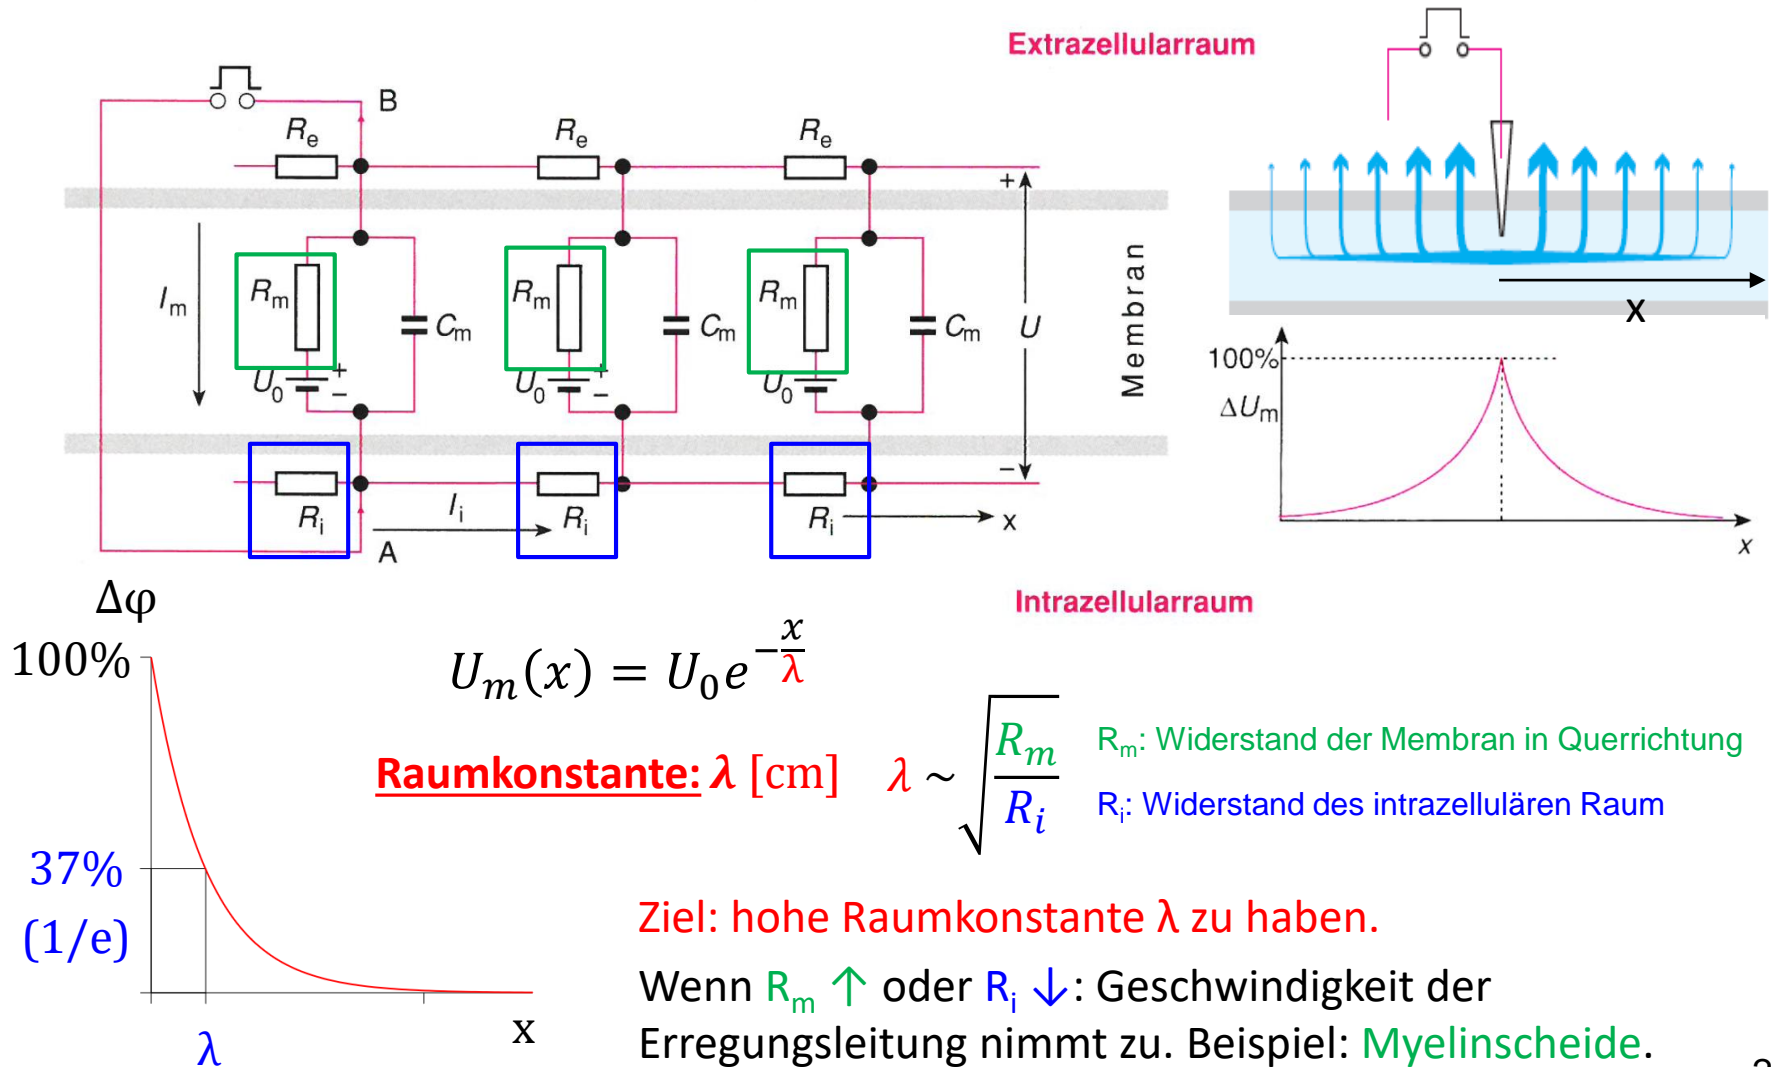 Extrazellularraum
B
Re Re Re
+
Im Rm Cm Rm Cm Rm Cm U Membran
U0 + − U0 + − U0
−
Ri Ii Ri Ri x
A
x
100%
ΔUm
x
Intrazellularraum
Δφ
100%
37%
(1/e)
λ
x
Um(x) = U0 e^(−x/λ)
Raumkonstante: λ [cm] λ ~ √(Rm/Ri)
Rm: Widerstand der Membran in Querrichtung
Ri: Widerstand des intrazellulären Raum
Ziel: hohe Raumkonstante λ zu haben.
Wenn Rm ↑ oder Ri ↓: Geschwindigkeit der
Erregungsleitung nimmt zu. Beispiel: Myelinscheide.